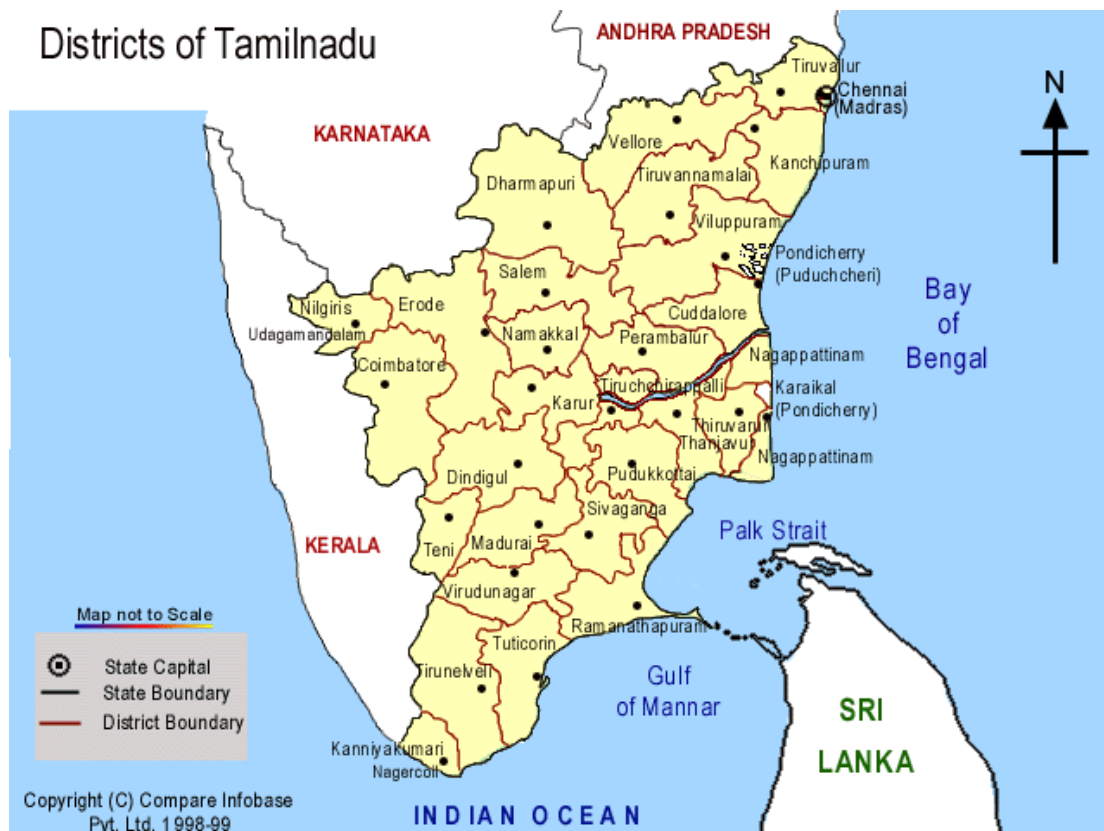 Districts of Tamilnadu
ANDHRA PRADESH
Tiruvallur
Chennai
(Madras)
N
KARNATAKA
Vellore
Kanchipuram
Tiruvannamalai
Dharmapuri
Viluppuram
Pondicherry
(Puduchcheri)
Salem
Bay
of
Bengal
Nilgiris
Erode
Udagamandalam
Cuddalore
Namakkal
Perambalur
Nagappattinam
Coimbatore
Tiruchchirappalli
Karaikal
(Pondicherry)
Karur
Thiruvarur
Thanjavur
Nagappattinam
Dindigul
Pudukkottai
Sivaganga
Palk Strait
KERALA
Teni
Madurai
Virudunagar
Map not to Scale
Ramanathapuram
Tuticorin
State Capital
State Boundary
District Boundary
Tirunelveli
Gulf
of Mannar
SRI
LANKA
Kanniyakumari
Nagercoil
Copyright (C) Compare Infobase
Pvt. Ltd. 1998-99
INDIAN OCEAN